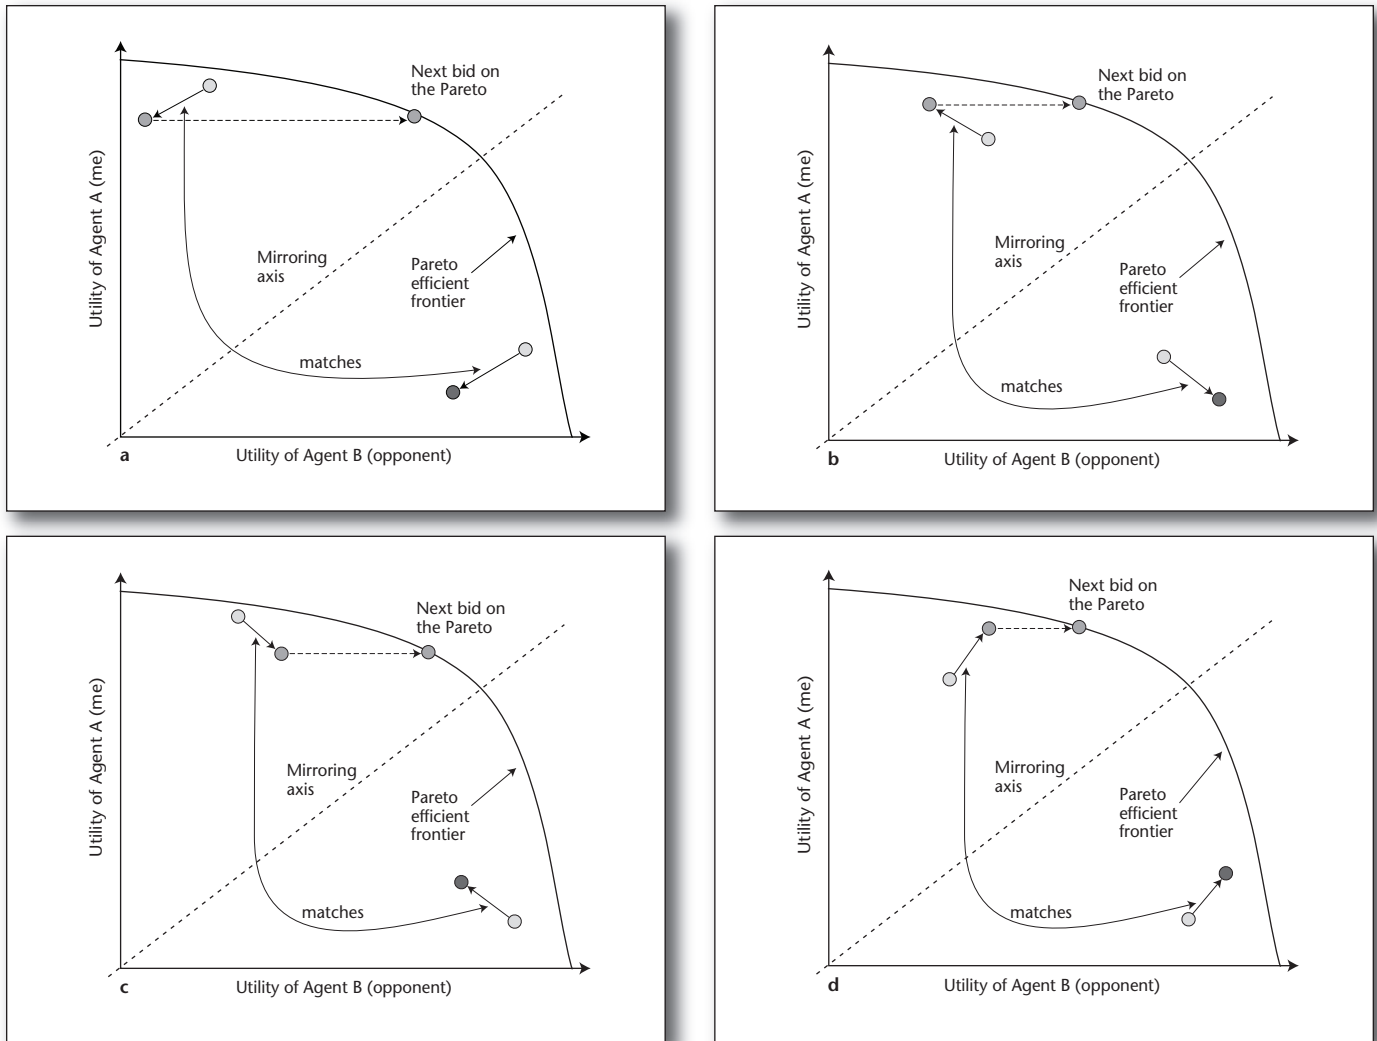 Next bid on
the Pareto
Utility of Agent A (me)
Mirroring
axis
Pareto
efficient
frontier
matches
a
Utility of Agent B (opponent)
Next bid on
the Pareto
Utility of Agent A (me)
Mirroring
axis
Pareto
efficient
frontier
matches
b
Utility of Agent B (opponent)
Next bid on
the Pareto
Utility of Agent A (me)
Mirroring
axis
Pareto
efficient
frontier
matches
c
Utility of Agent B (opponent)
Next bid on
the Pareto
Utility of Agent A (me)
Mirroring
axis
Pareto
efficient
frontier
matches
d
Utility of Agent B (opponent)